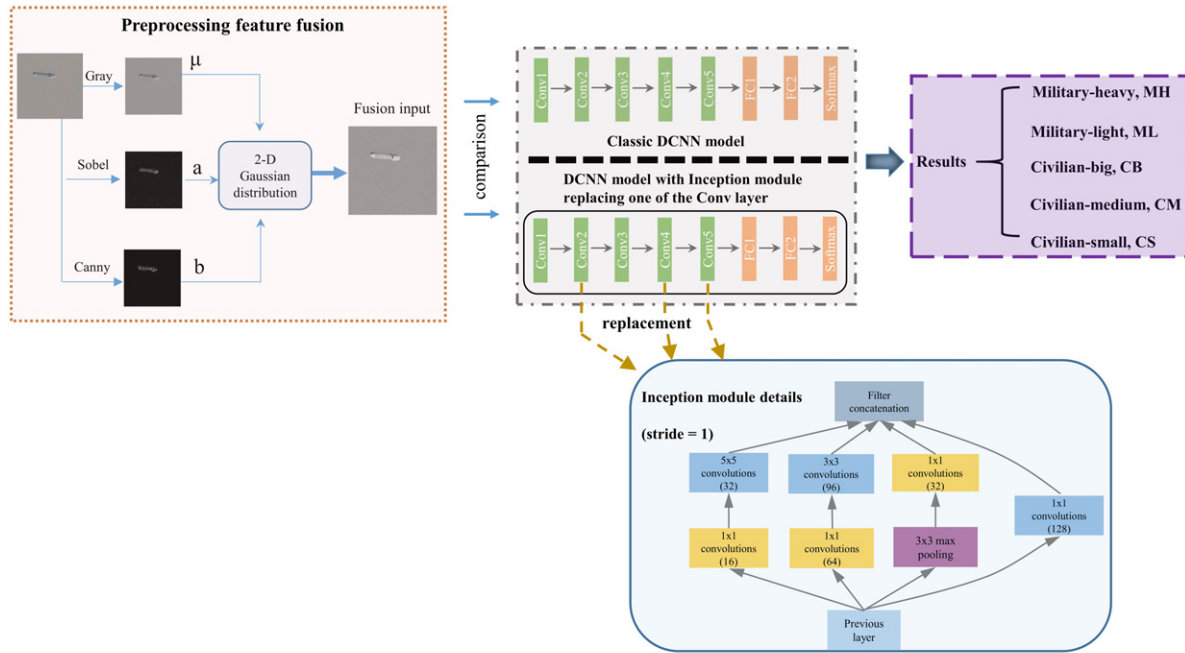 Preprocessing feature fusion
Gray
μ
Sobel
a
Canny
b
2-D
Gaussian
distribution
Fusion input
comparison
Conv1
Conv2
Conv3
Conv4
Conv5
FC1
FC2
Softmax
Classic DCNN model
DCNN model with Inception module
replacing one of the Conv layer
Conv1
Conv2
Conv3
Conv4
Conv5
FC1
FC2
Softmax
replacement
Results
Military-heavy, MH
Military-light, ML
Civilian-big, CB
Civilian-medium, CM
Civilian-small, CS
Inception module details
(stride = 1)
Filter
concatenation
5x5
convolutions
(32)
3x3
convolutions
(96)
1x1
convolutions
(32)
1x1
convolutions
(128)
1x1
convolutions
(16)
1x1
convolutions
(64)
3x3 max
pooling
Previous
layer